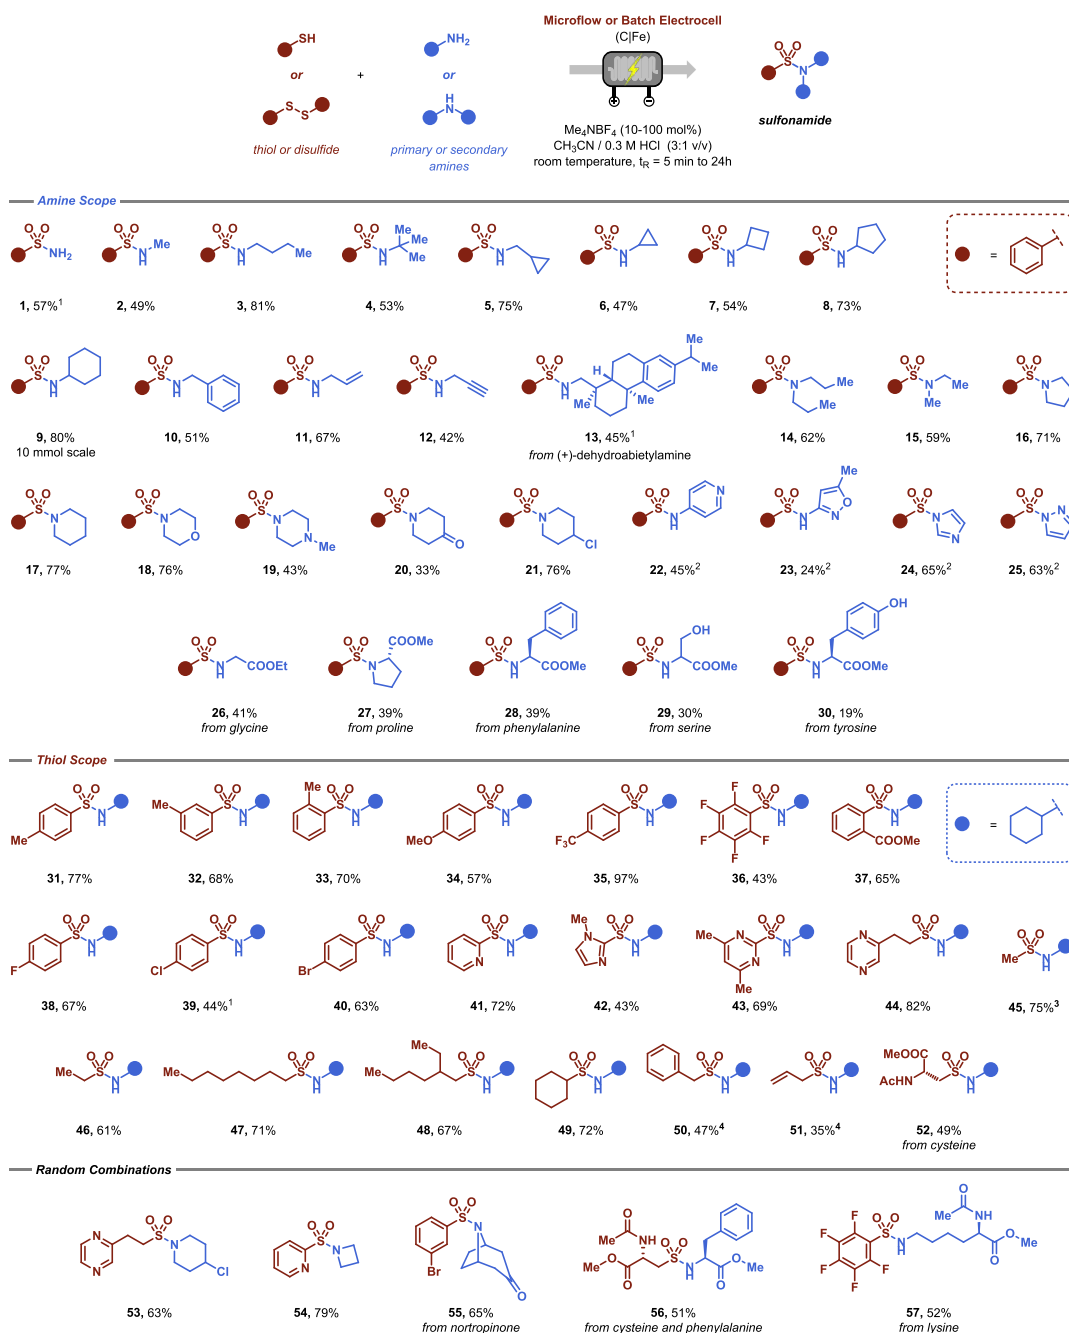 Microflow or Batch Electrocell
(C|Fe)
SH
NH2
or
+
or
S S
H
N
O O
S
N
sulfonamide
thiol or disulfide
primary or secondary
amines
Me4NBF4 (10-100 mol%)
CH3CN / 0.3 M HCl (3:1 v/v)
room temperature, tR = 5 min to 24h
Amine Scope
1, 57%1
2, 49%
3, 81%
4, 53%
5, 75%
6, 47%
7, 54%
8, 73%
=
9, 80%
10 mmol scale
10, 51%
11, 67%
12, 42%
13, 45%1
from (+)-dehydroabietylamine
14, 62%
15, 59%
16, 71%
17, 77%
18, 76%
19, 43%
20, 33%
21, 76%
22, 45%2
23, 24%2
24, 65%2
25, 63%2
26, 41%
from glycine
27, 39%
from proline
28, 39%
from phenylalanine
29, 30%
from serine
30, 19%
from tyrosine
Thiol Scope
31, 77%
32, 68%
33, 70%
34, 57%
35, 97%
36, 43%
37, 65%
=
38, 67%
39, 44%1
40, 63%
41, 72%
42, 43%
43, 69%
44, 82%
45, 75%3
46, 61%
47, 71%
48, 67%
49, 72%
50, 47%4
51, 35%4
52, 49%
from cysteine
Random Combinations
53, 63%
54, 79%
55, 65%
from nortropinone
56, 51%
from cysteine and phenylalanine
57, 52%
from lysine